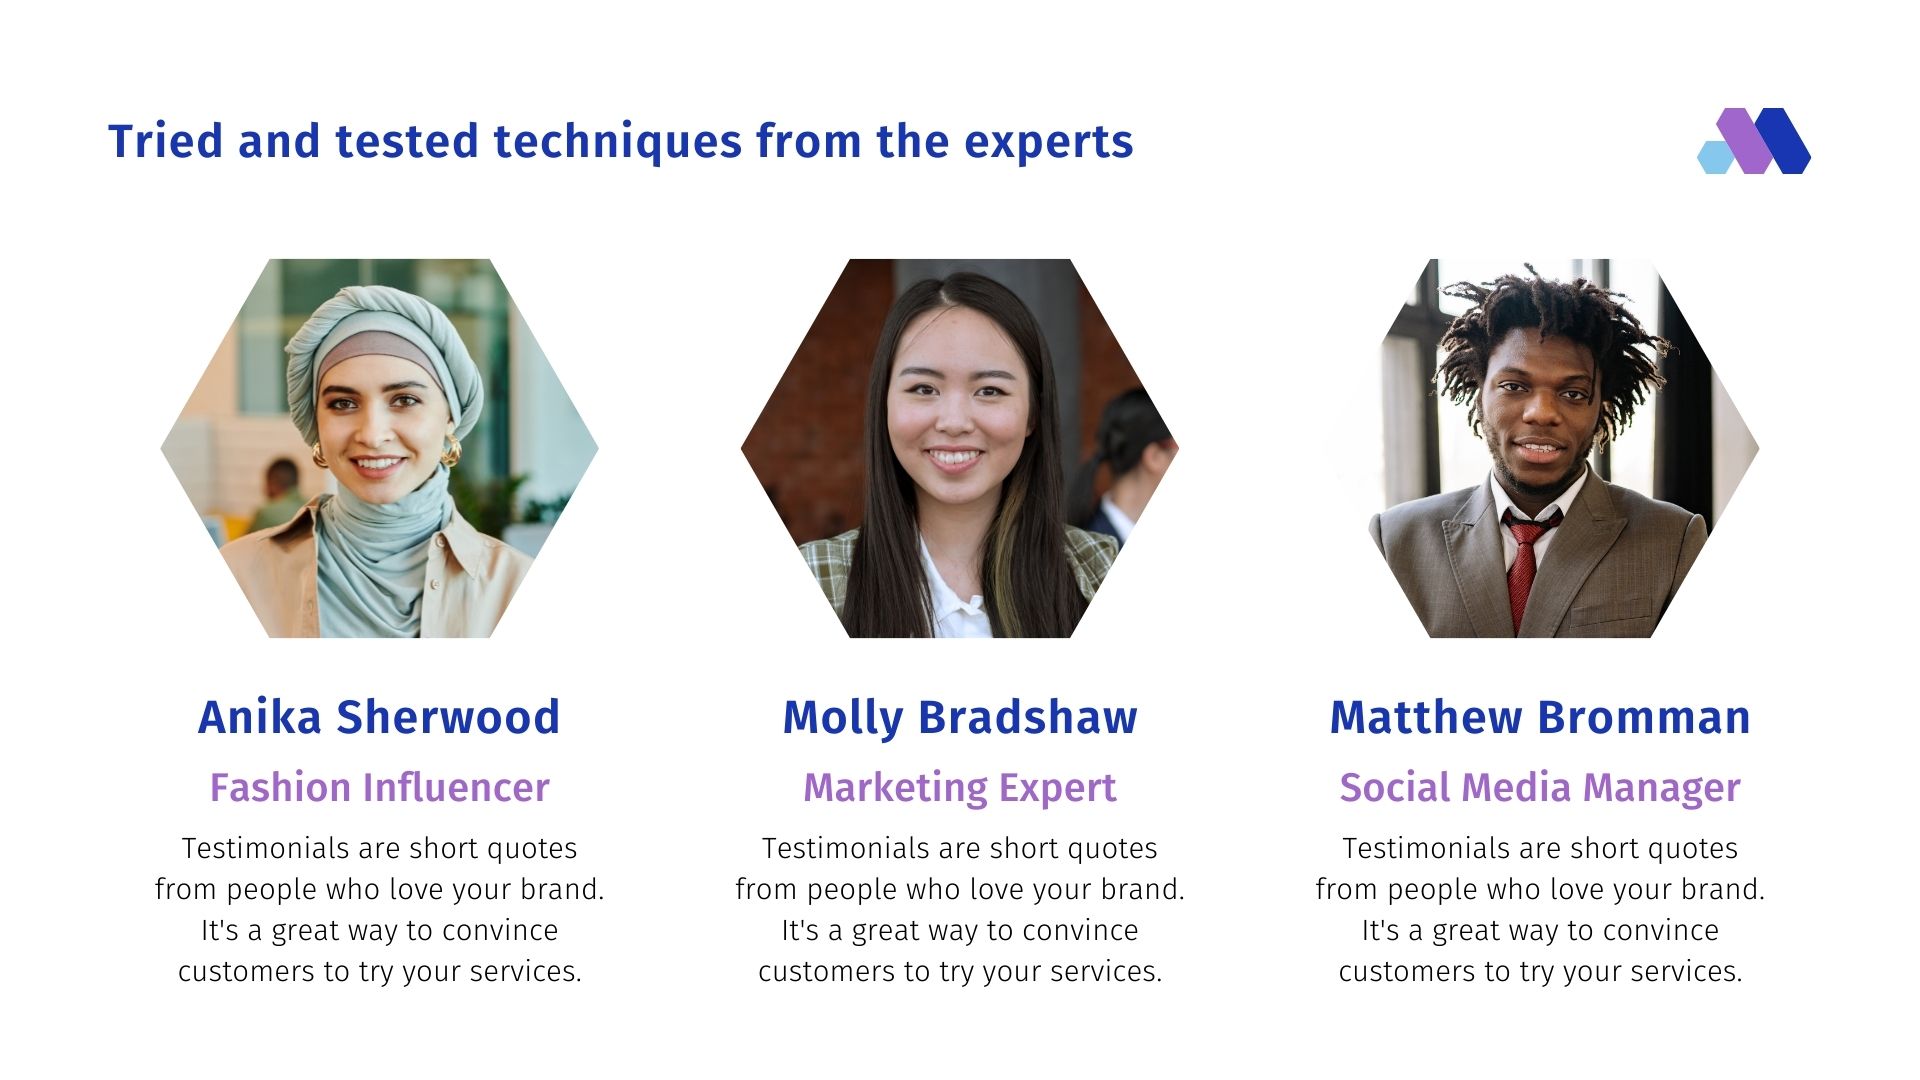 Tried and tested techniques from the experts
Anika Sherwood
Fashion Influencer
Testimonials are short quotes
from people who love your brand.
It's a great way to convince
customers to try your services.
Molly Bradshaw
Marketing Expert
Testimonials are short quotes
from people who love your brand.
It's a great way to convince
customers to try your services.
Matthew Bromman
Social Media Manager
Testimonials are short quotes
from people who love your brand.
It's a great way to convince
customers to try your services.